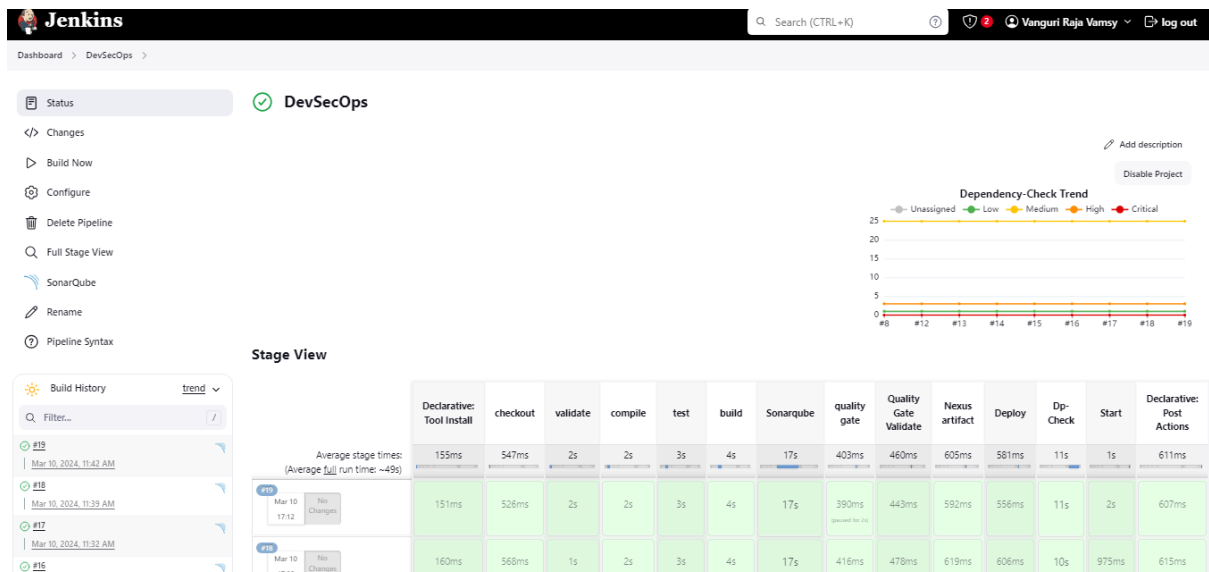 Jenkins
Search (CTRL+K)
?
2
Vanguri Raja Vamsy
log out
Dashboard > DevSecOps >
Status
Changes
Build Now
Configure
Delete Pipeline
Full Stage View
SonarQube
Rename
Pipeline Syntax
Build History
trend
Filter...
/
#19
Mar 10, 2024, 11:42 AM
#18
Mar 10, 2024, 11:39 AM
#17
Mar 10, 2024, 11:32 AM
#16
DevSecOps
Add description
Disable Project
Dependency-Check Trend
Unassigned Low Medium High Critical
25
20
15
10
5
0
#8 #12 #13 #14 #15 #16 #17 #18 #19
Stage View
Declarative: Tool Install
checkout
validate
compile
test
build
Sonarqube
quality gate
Quality Gate Validate
Nexus artifact
Deploy
Dp-Check
Start
Declarative: Post Actions
Average stage times:
(Average full run time: ~49s)
155ms 547ms 2s 2s 3s 4s 17s 403ms 460ms 605ms 581ms 11s 1s 611ms
#19
Mar 10
17:12
No Changes
151ms 526ms 2s 2s 3s 4s 17s 390ms 443ms 592ms 556ms 11s 2s 607ms
(paused for 2s)
#18
Mar 10
No Changes
160ms 568ms 1s 2s 3s 4s 17s 416ms 478ms 619ms 606ms 10s 975ms 615ms